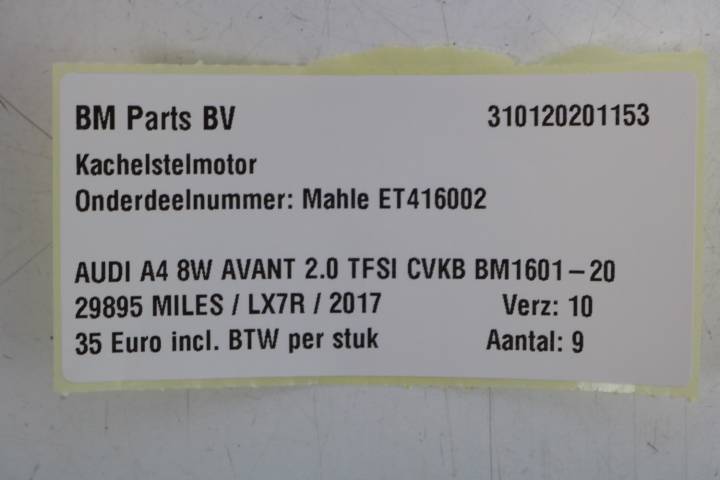 BM Parts BV 310120201153
Kachelstelmotor
Onderdeelnummer: Mahle ET416002
AUDI A4 8W AVANT 2.0 TFSI CVKB BM1601-20
29895 MILES / LX7R / 2017 Verz: 10
35 Euro incl. BTW per stuk Aantal: 9